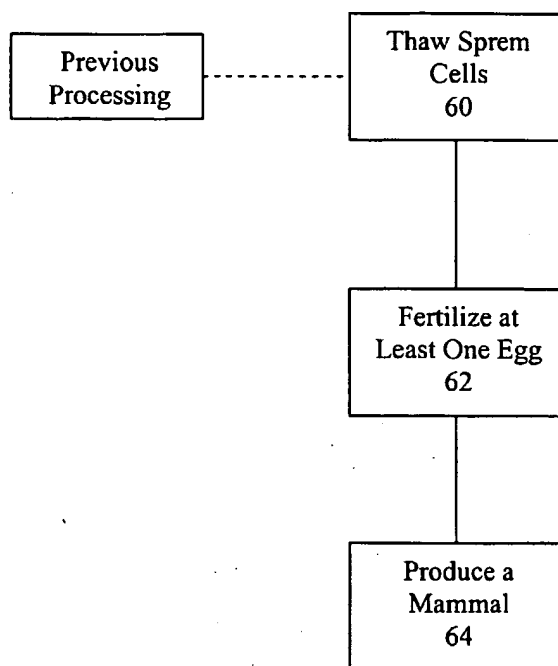 Previous
Processing
Thaw Sprem
Cells
60
Fertilize at
Least One Egg
62
Produce a
Mammal
64